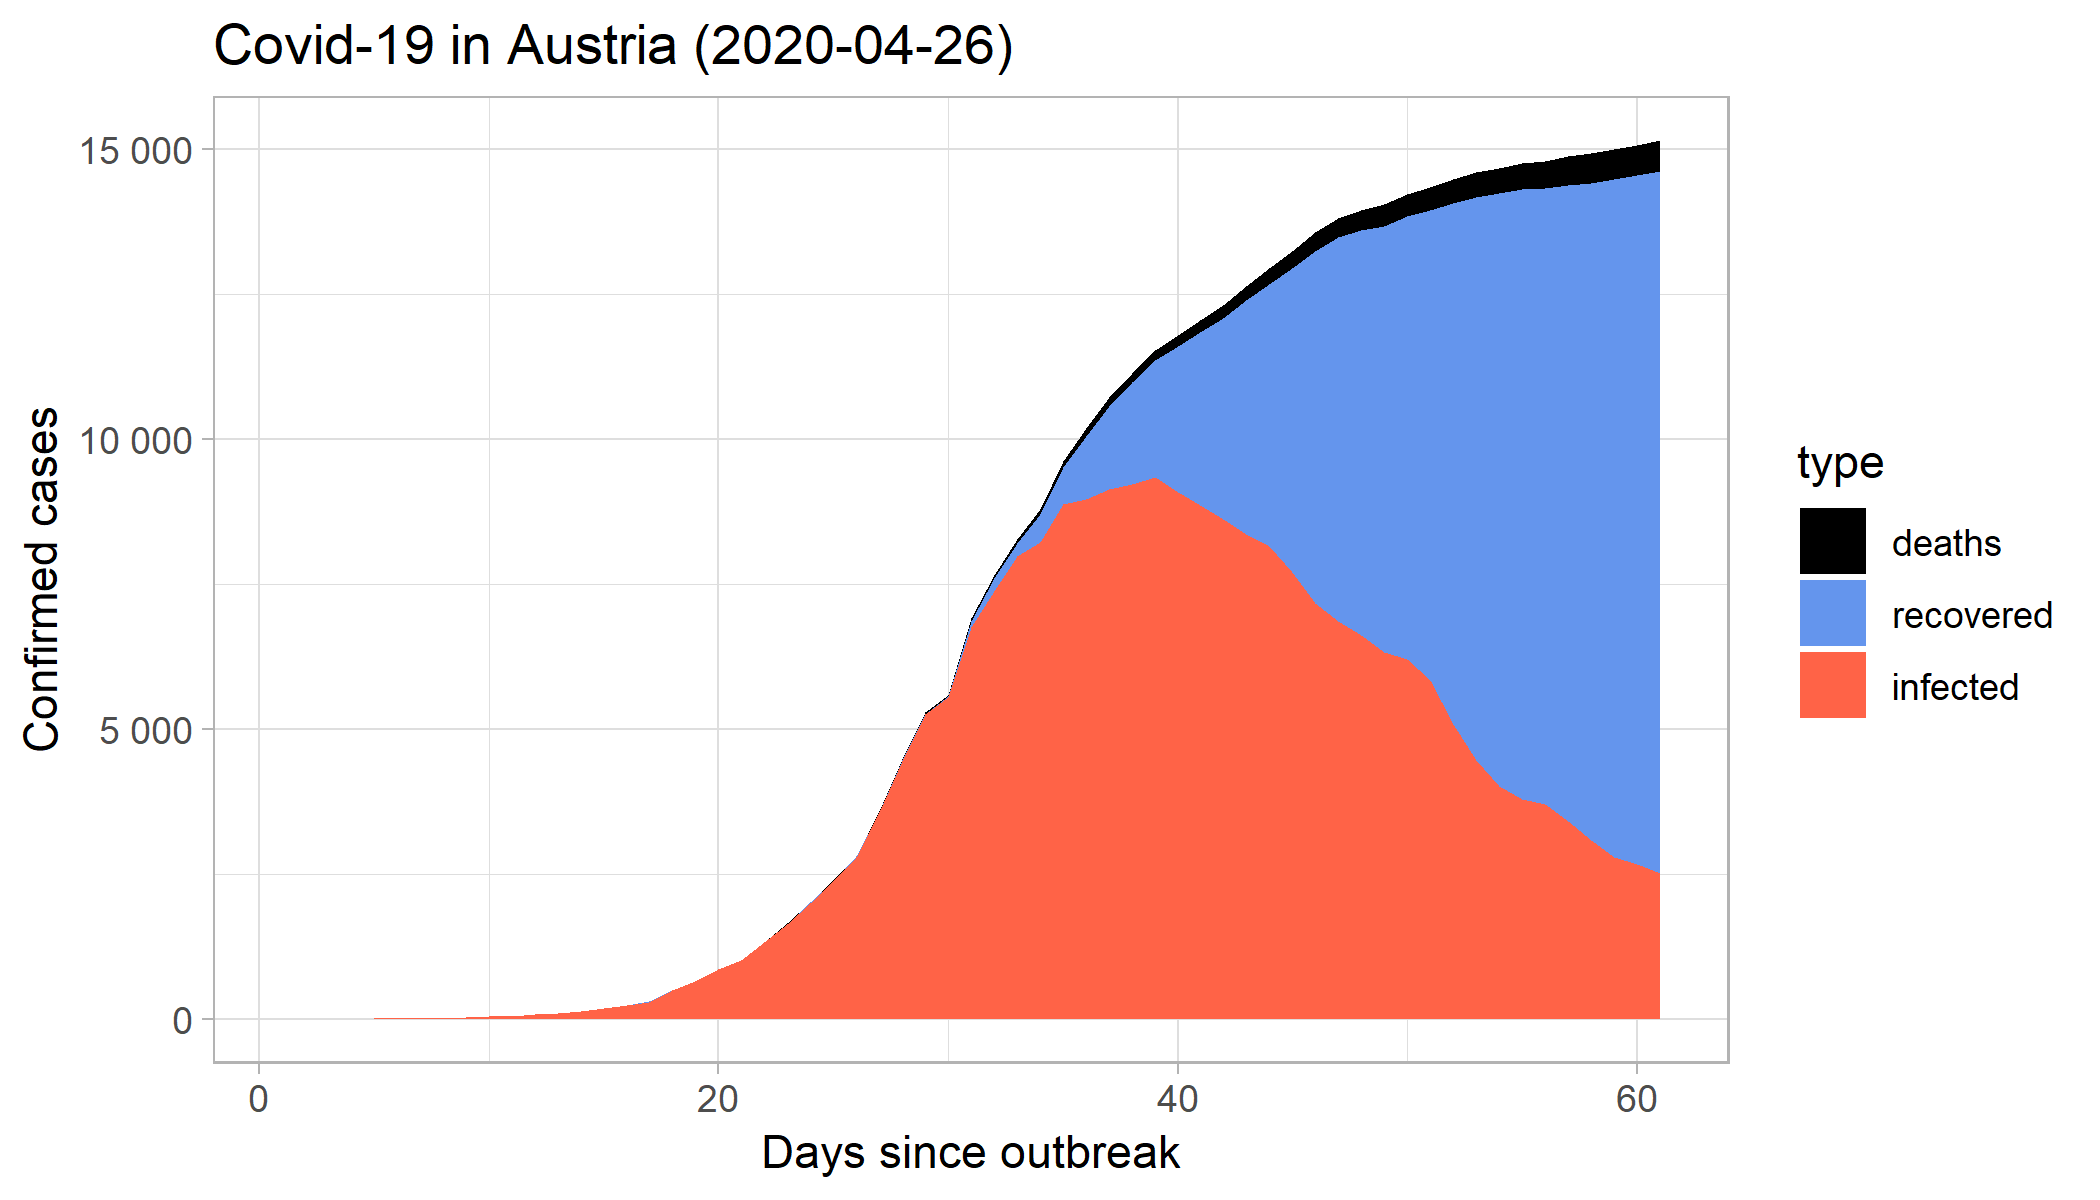 Covid-19 in Austria (2020-04-26)
15 000
10 000
5 000
0
Confirmed cases
0 20 40 60
Days since outbreak
type
deaths
recovered
infected